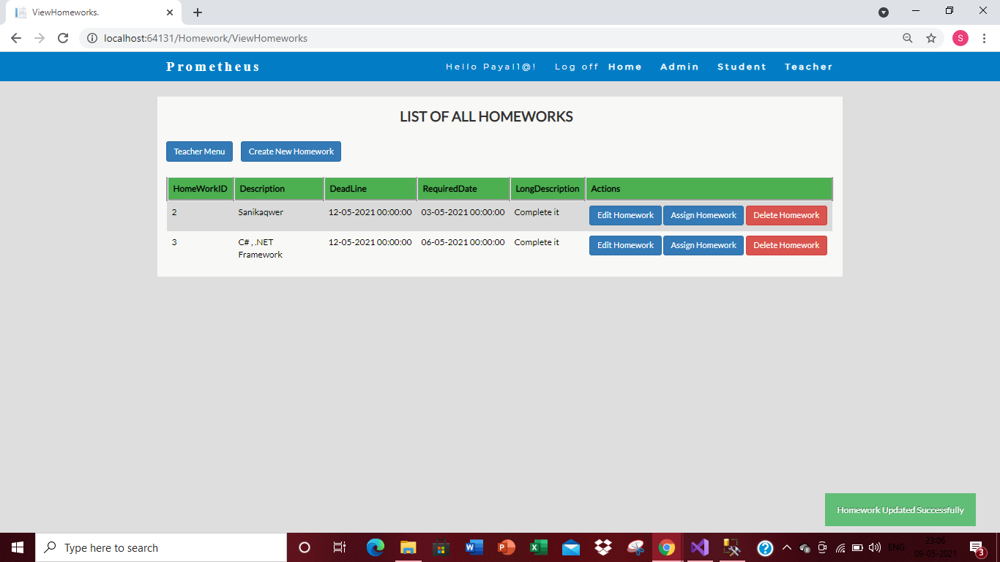 ViewHomeworks.
localhost:64131/Homework/ViewHomeworks
S
Prometheus
Hello Payal1@! Log off Home Admin Student Teacher
LIST OF ALL HOMEWORKS
Teacher Menu Create New Homework
HomeWorkID Description DeadLine RequiredDate LongDescription Actions
2 Sanikaqwer 12-05-2021 00:00:00 03-05-2021 00:00:00 Complete it Edit Homework Assign Homework Delete Homework
3 C# , .NET 12-05-2021 00:00:00 06-05-2021 00:00:00 Complete it Edit Homework Assign Homework Delete Homework
Framework
Homework Updated Successfully
Type here to search
ENG
23:06
09-05-2021
3